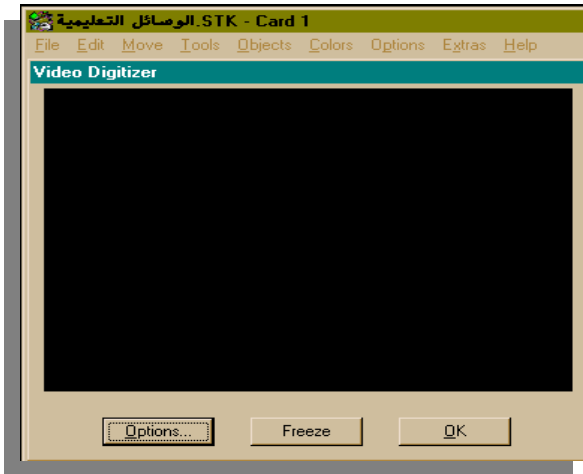 الوسائل التعليمية.STK - Card 1
File Edit Move Tools Objects Colors Options Extras Help
Video Digitizer
Options... Freeze OK